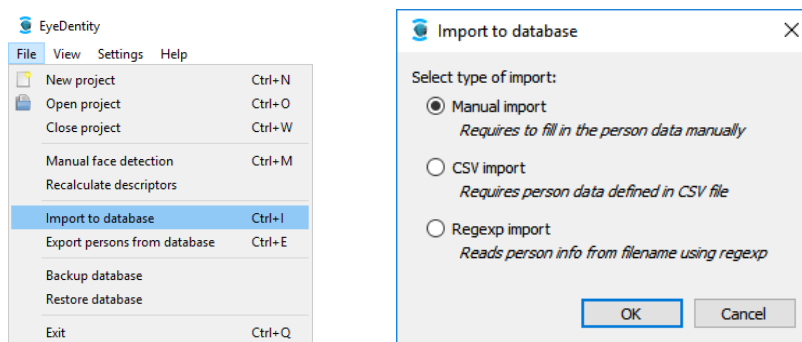 EyeDentity
File View Settings Help
New project Ctrl+N
Open project Ctrl+O
Close project Ctrl+W
Manual face detection Ctrl+M
Recalculate descriptors
Import to database Ctrl+I
Export persons from database Ctrl+E
Backup database
Restore database
Exit Ctrl+Q
Import to database
Select type of import:
Manual import
Requires to fill in the person data manually
CSV import
Requires person data defined in CSV file
Regexp import
Reads person info from filename using regexp
OK Cancel